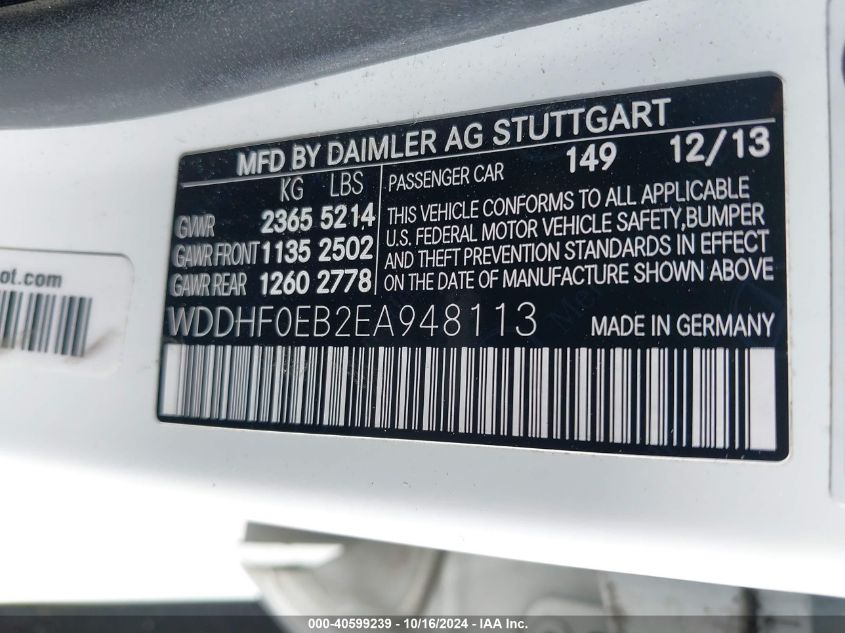 MFD BY DAIMLER AG STUTTGART
KG LBS
GVWR 2365 5214
GAWR FRONT 1135 2502
GAWR REAR 1260 2778
PASSENGER CAR 149 12/13
THIS VEHICLE CONFORMS TO ALL APPLICABLE
U.S. FEDERAL MOTOR VEHICLE SAFETY,BUMPER
AND THEFT PREVENTION STANDARDS IN EFFECT
ON THE DATE OF MANUFACTURE SHOWN ABOVE
WDDHF0EB2EA948113 MADE IN GERMANY
ot.com
000-40599239 - 10/16/2024 - IAA Inc.